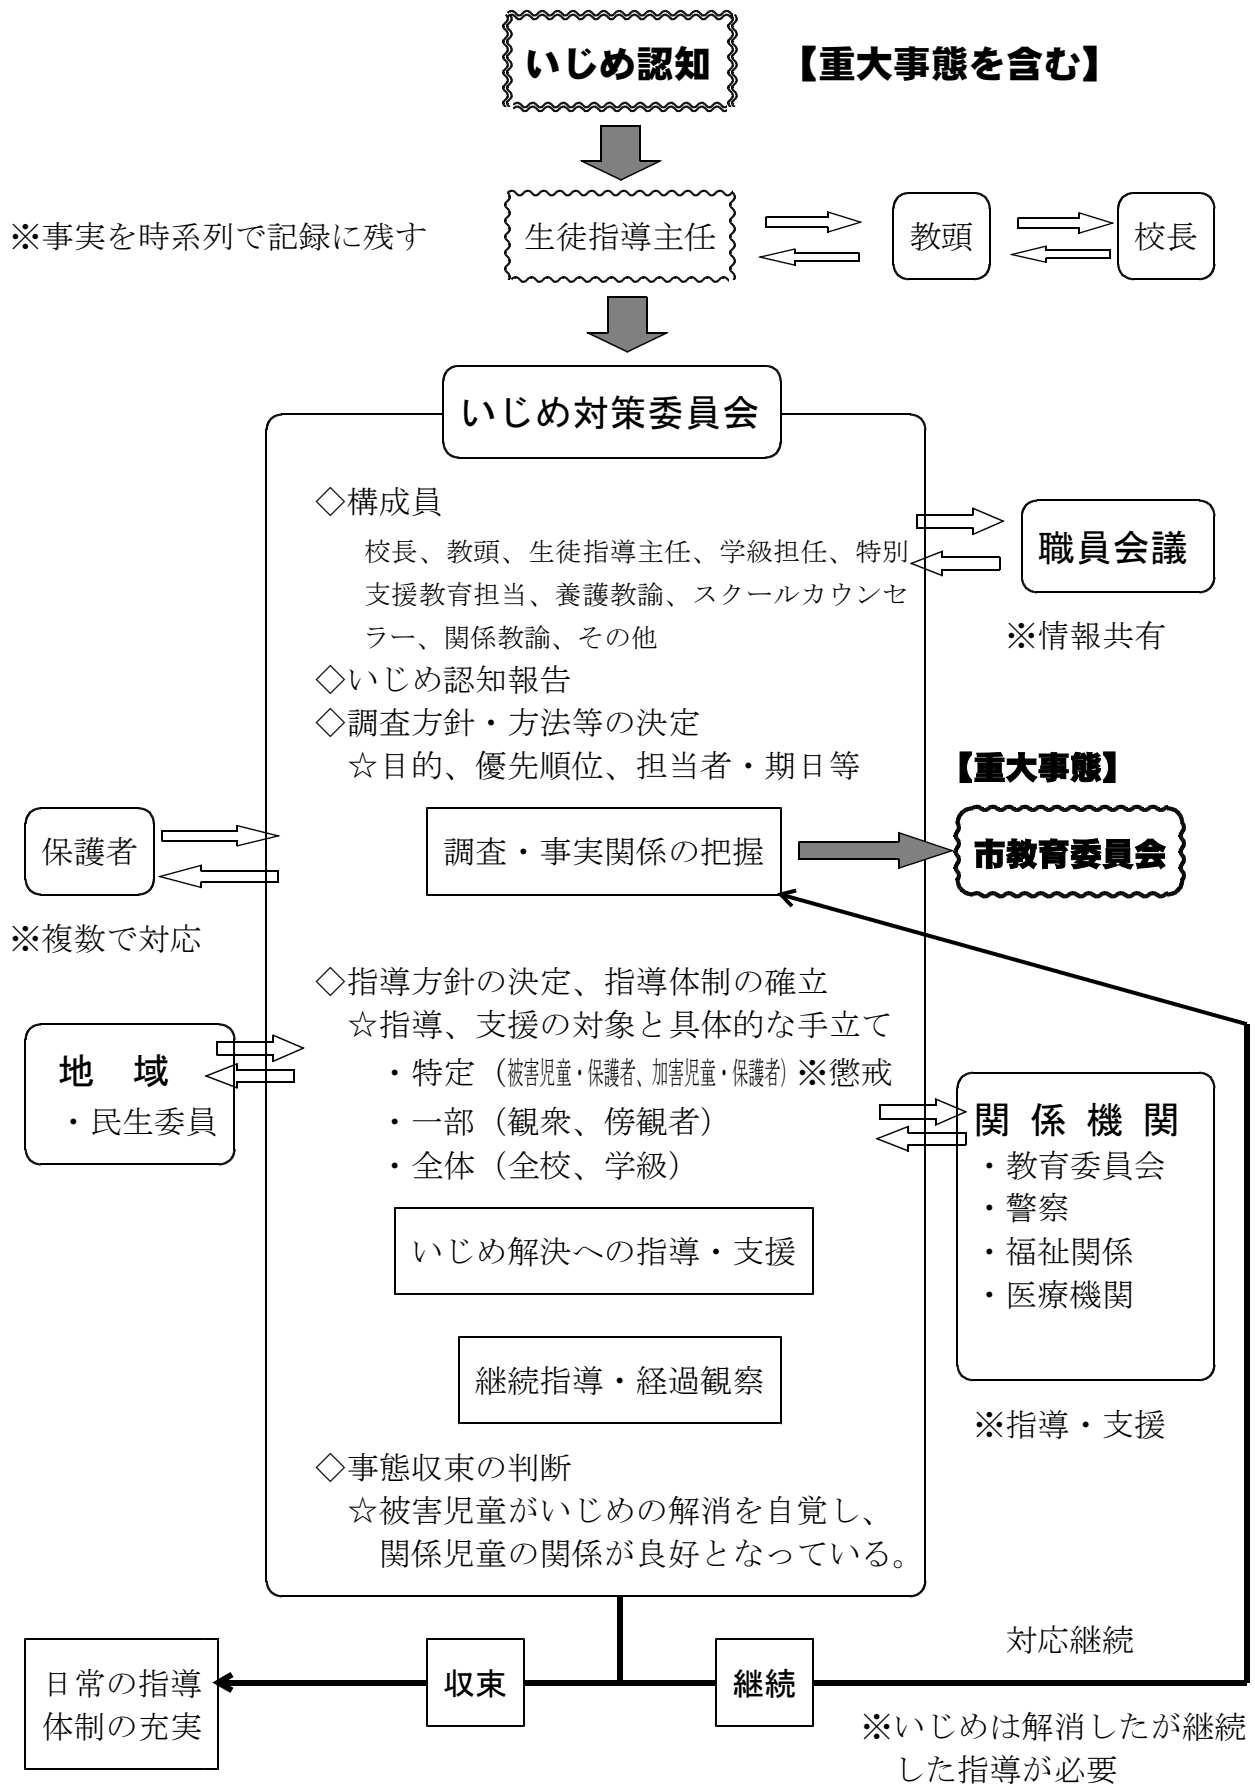 いじめ認知
【重大事態を含む】
※事実を時系列で記録に残す
生徒指導主任
教頭
校長
いじめ対策委員会
◇構成員
校長、教頭、生徒指導主任、学級担任、特別
支援教育担当、養護教諭、スクールカウンセ
ラー、関係教諭、その他
職員会議
※情報共有
◇いじめ認知報告
◇調査方針・方法等の決定
☆目的、優先順位、担当者・期日等
【重大事態】
保護者
調査・事実関係の把握
市教育委員会
※複数で対応
◇指導方針の決定、指導体制の確立
☆指導、支援の対象と具体的な手立て
・特定（被害児童・保護者、加害児童・保護者）※懲戒
・一部（観衆、傍観者）
・全体（全校、学級）
地　域
・民生委員
関 係 機 関
・教育委員会
・警察
・福祉関係
・医療機関
いじめ解決への指導・支援
継続指導・経過観察
※指導・支援
◇事態収束の判断
☆被害児童がいじめの解消を自覚し、
関係児童の関係が良好となっている。
対応継続
日常の指導
体制の充実
収束
継続
※いじめは解消したが継続
した指導が必要